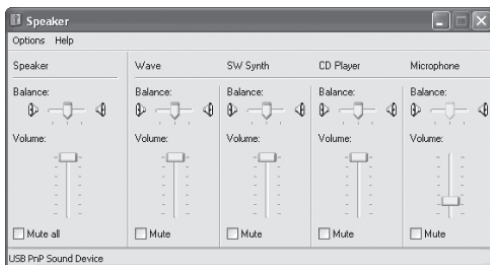 Speaker
Options Help
Speaker Wave SW Synth CD Player Microphone
Balance: Balance: Balance: Balance: Balance:
Volume: Volume: Volume: Volume: Volume:
Mute all Mute Mute Mute Mute
USB PnP Sound Device